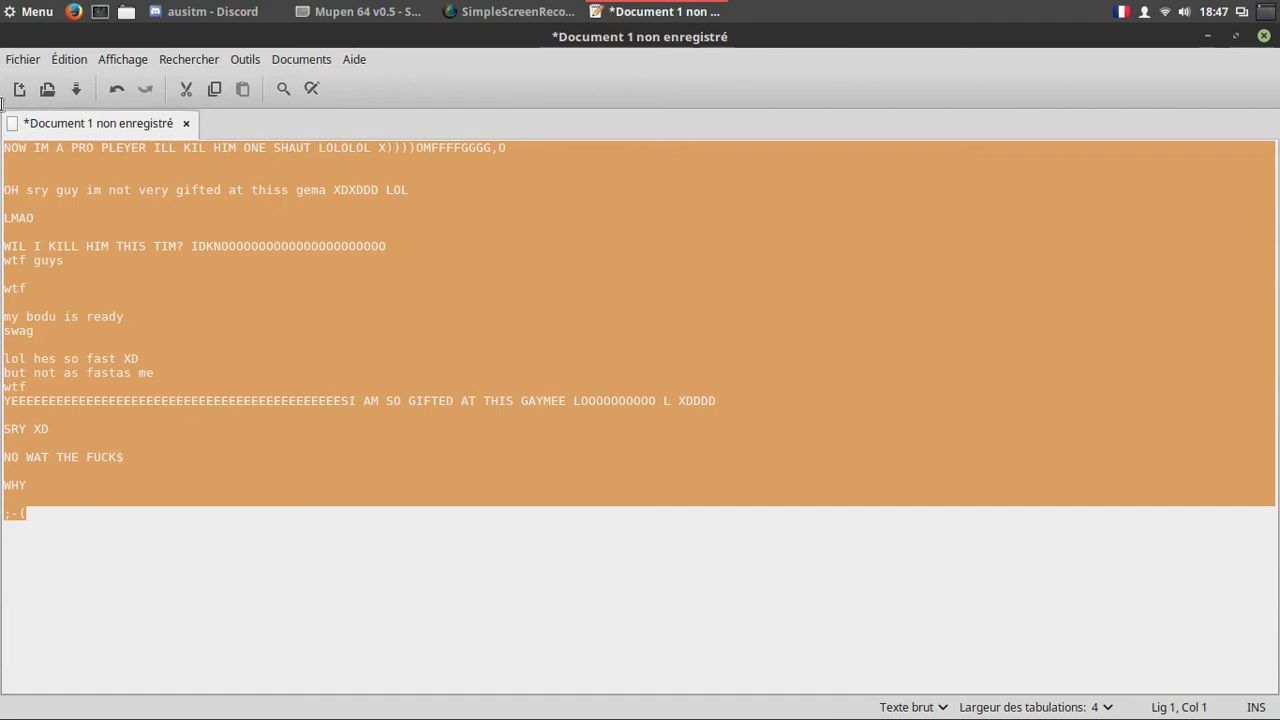 Menu ausitm - Discord Mupen 64 v0.5 - S... SimpleScreenReco... *Document 1 non ... 18:47
*Document 1 non enregistré
Fichier Édition Affichage Rechercher Outils Documents Aide
*Document 1 non enregistré
NOW IM A PRO PLEYER ILL KIL HIM ONE SHAUT LOLOLOL X))))OMFFFFGGGG,O
OH sry guy im not very gifted at thiss gema XDXDDD LOL
LMAO
WIL I KILL HIM THIS TIM? IDKNOOOOOOOOOOOOOOOOOOOOOO
wtf guys
wtf
my bodu is ready
swag
lol hes so fast XD
but not as fastas me
wtf
YEEEEEEEEEEEEEEEEEEEEEEEEEEEEEEEEEEEEEEEEEEEESI AM SO GIFTED AT THIS GAYMEE LOOOOOOOOOO L XDDDD
SRY XD
NO WAT THE FUCK$
WHY
;-(
Texte brut Largeur des tabulations: 4 Lig 1, Col 1 INS